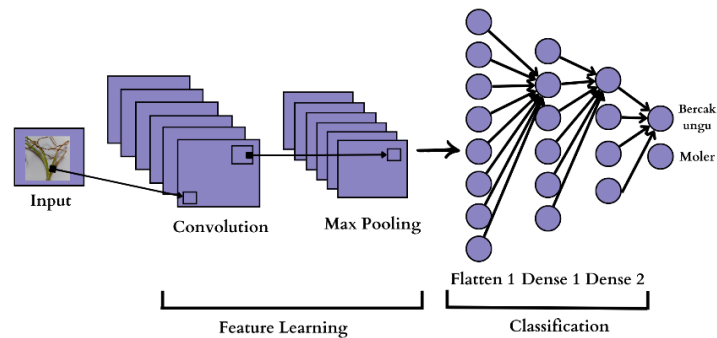 Bercak
ungu
Moler
Input
Convolution
Max Pooling
Flatten 1 Dense 1 Dense 2
Feature Learning
Classification